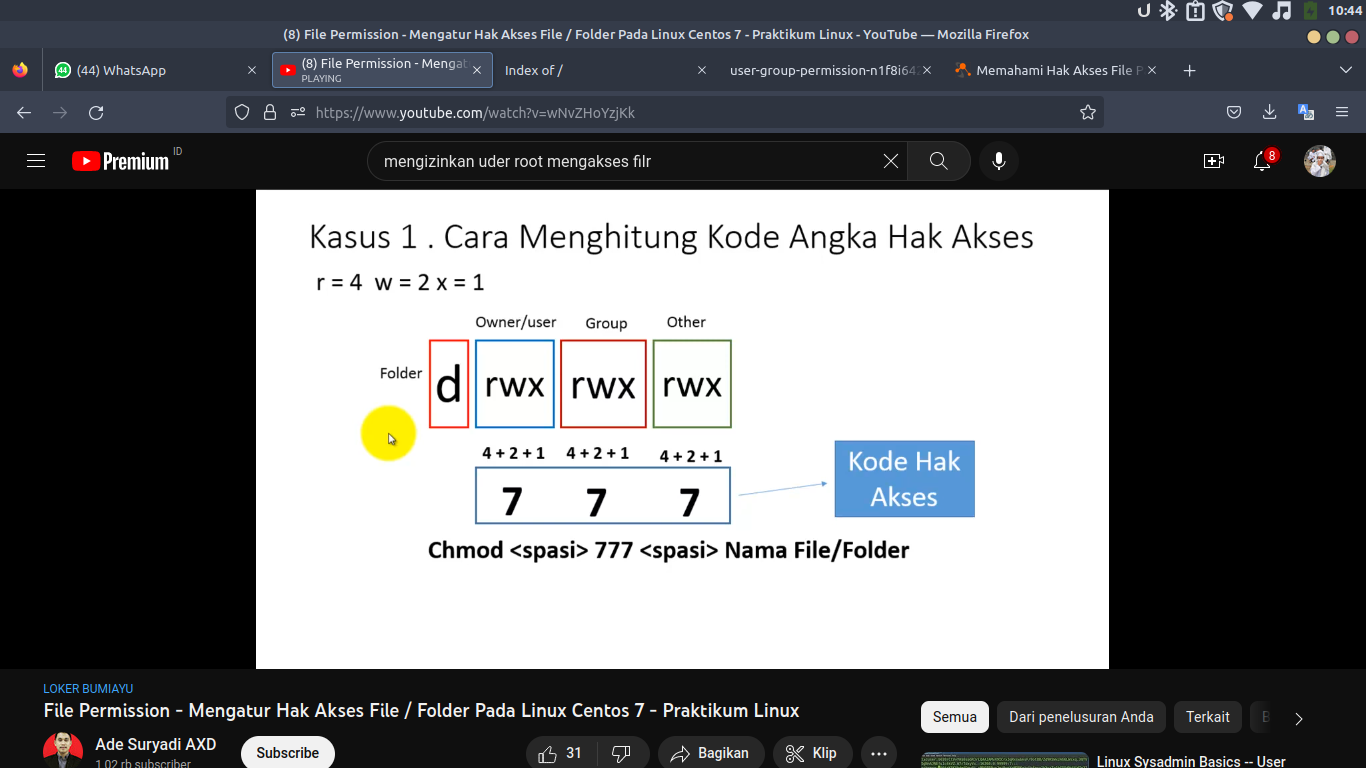 10:44
(8) File Permission - Mengatur Hak Akses File / Folder Pada Linux Centos 7 - Praktikum Linux - YouTube — Mozilla Firefox
44
(44) WhatsApp
(8) File Permission - Mengat
PLAYING
Index of /
user-group-permission-n1f8i64
Memahami Hak Akses File P
https://www.youtube.com/watch?v=wNvZHoYzjKk
Premium ID
mengizinkan uder root mengakses filr
8
Kasus 1 . Cara Menghitung Kode Angka Hak Akses
r = 4 w = 2 x = 1
Owner/user Group Other
Folder d rwx rwx rwx
4 + 2 + 1 4 + 2 + 1 4 + 2 + 1
7 7 7
Kode Hak
Akses
Chmod <spasi> 777 <spasi> Nama File/Folder
LOKER BUMIAYU
File Permission - Mengatur Hak Akses File / Folder Pada Linux Centos 7 - Praktikum Linux
Ade Suryadi AXD
1,02 rb subscriber
Subscribe
31
Bagikan
Klip
Semua
Dari penelusuran Anda
Terkait
Linux Sysadmin Basics -- User